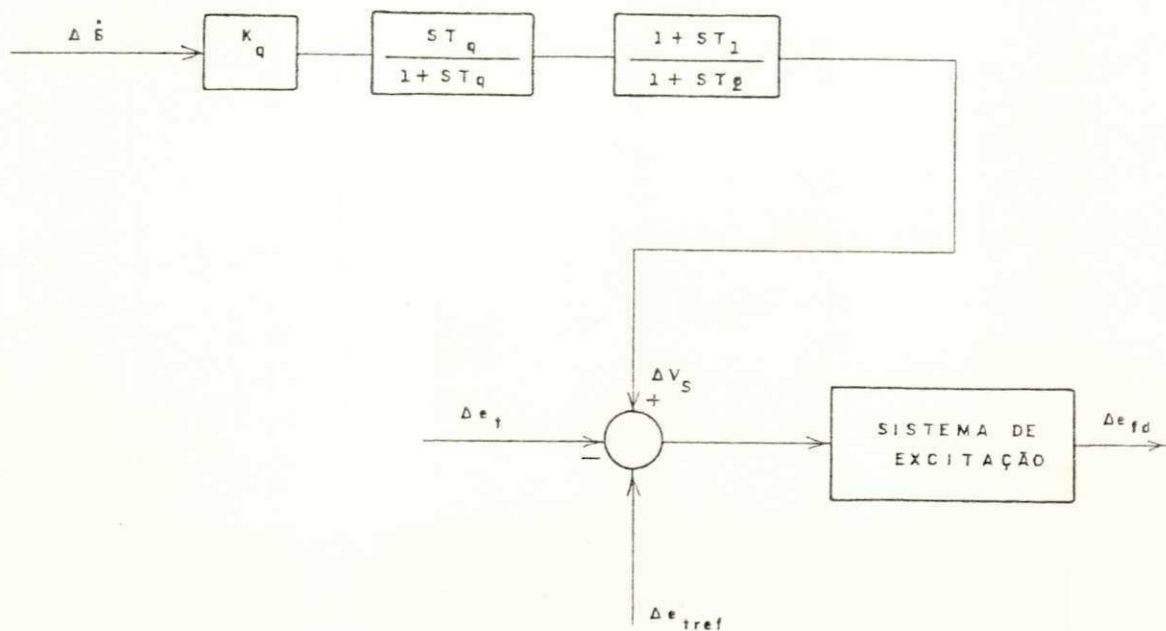 Δ δ̇
K_q
ST_q
1 + ST_q
1 + ST_1
1 + ST_2
ΔV_S
+
Δe_t
−
SISTEMA DE
EXCITAÇÃO
Δe_fd
Δe_tref